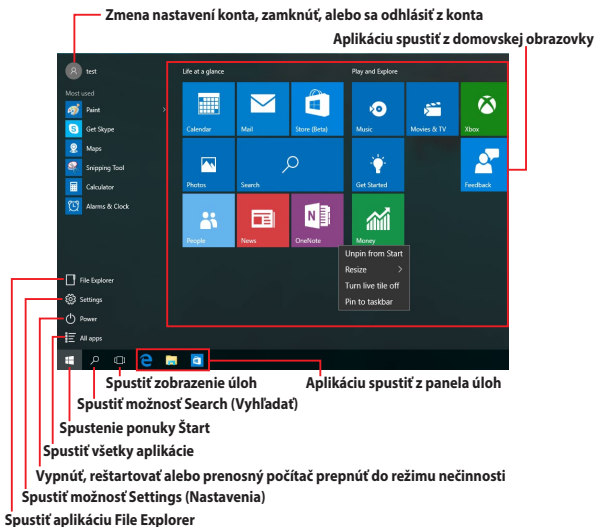 Zmena nastavení konta, zamknúť, alebo sa odhlásiť z konta
Aplikáciu spustiť z domovskej obrazovky
test
Life at a glance
Play and Explore
Most used
Paint
Get Skype
Maps
Snipping Tool
Calculator
Alarms & Clock
Calendar
Mail
Store (Beta)
Music
Movies & TV
Xbox
Photos
Search
Get Started
Feedback
People
News
OneNote
Money
Unpin from Start
Resize
Turn live tile off
Pin to taskbar
File Explorer
Settings
Power
All apps
Spustiť zobrazenie úloh
Aplikáciu spustiť z panela úloh
Spustiť možnosť Search (Vyhľadať)
Spustenie ponuky Štart
Spustiť všetky aplikácie
Vypnúť, reštartovať alebo prenosný počítač prepnúť do režimu nečinnosti
Spustiť možnosť Settings (Nastavenia)
Spustiť aplikáciu File Explorer